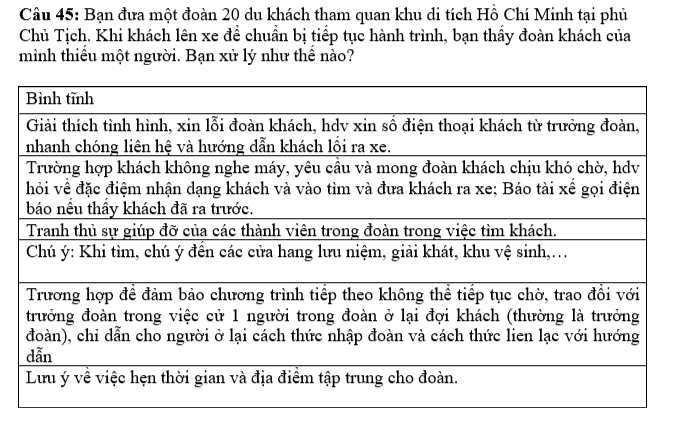 Câu 45: Bạn đưa một đoàn 20 du khách tham quan khu di tích Hồ Chí Minh tại phủ
Chủ Tịch. Khi khách lên xe để chuẩn bị tiếp tục hành trình, bạn thấy đoàn khách của
mình thiếu một người. Bạn xử lý như thế nào?
Bình tĩnh
Giải thích tình hình, xin lỗi đoàn khách, hdv xin số điện thoại khách từ trưởng đoàn,
nhanh chóng liên hệ và hướng dẫn khách lối ra xe.
Trường hợp khách không nghe máy, yêu cầu và mong đoàn khách chịu khó chờ, hdv
hỏi về đặc điệm nhận dạng khách và vào tìm và đưa khách ra xe; Báo tài xế gọi điện
báo nếu thấy khách đã ra trước.
Tranh thủ sự giúp đỡ của các thành viên trong đoàn trong việc tìm khách.
Chú ý: Khi tìm, chú ý đến các cửa hang lưu niệm, giải khát, khu vệ sinh,…
Trương hợp để đảm bảo chương trình tiếp theo không thể tiếp tục chờ, trao đổi với
trưởng đoàn trong việc cử 1 người trong đoàn ở lại đợi khách (thường là trưởng
đoàn), chỉ dẫn cho người ở lại cách thức nhập đoàn và cách thức lien lạc với hướng
dẫn
Lưu ý về việc hẹn thời gian và địa điểm tập trung cho đoàn.